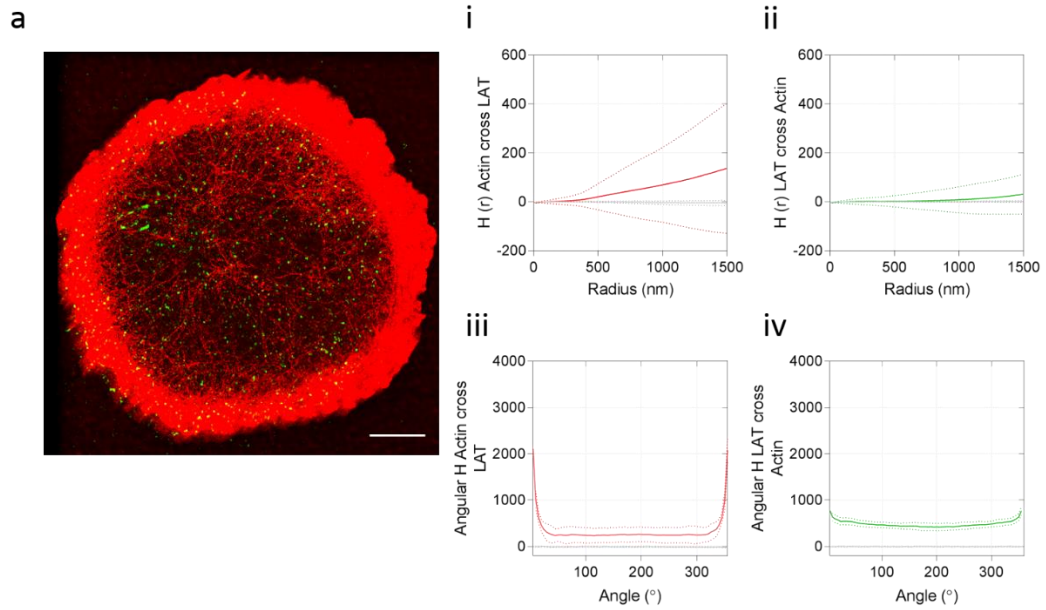 a
i
H (r) Actin cross LAT
600
400
200
0
-200
0
500
1000
1500
Radius (nm)
ii
H (r) LAT cross Actin
600
400
200
0
-200
0
500
1000
1500
Radius (nm)
iii
Angular H Actin cross
LAT
4000
3000
2000
1000
0
100
200
300
Angle (°)
iv
Angular H LAT cross
Actin
4000
3000
2000
1000
0
100
200
300
Angle (°)